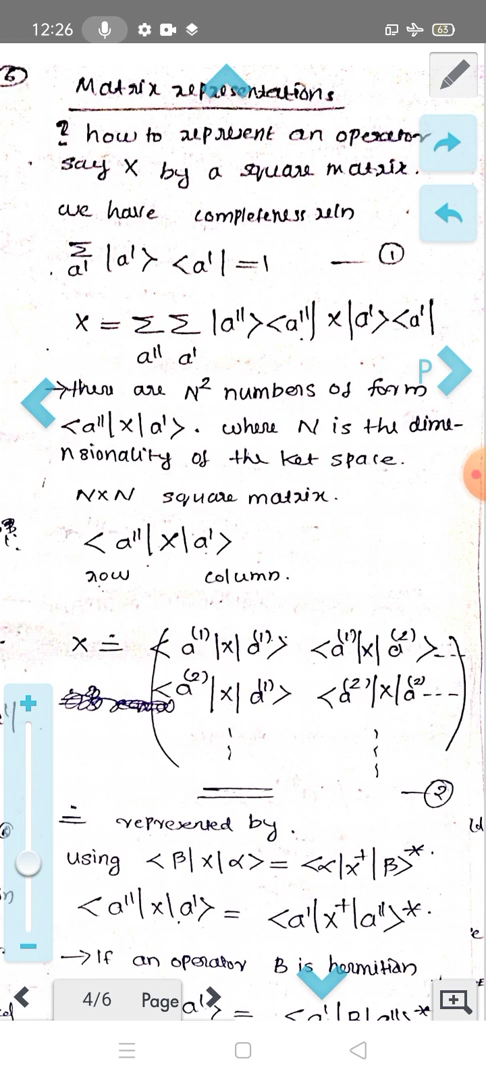 12:26
63
6
Matrix representations
? how to represent an operator
say X by a square matrix.
we have completeness reln
Σ |a'> <a'| = 1 — ①
a'
X = Σ Σ |a''> <a''| X |a'> <a'|
a'' a'
P
→ there are N² numbers of form
<a''|X|a'>. where N is the dime-
nsionality of the ket space.
N×N square matrix.
<a''|X|a'>
row column.
X ≐ ( <a⁽¹⁾|X|a⁽¹⁾> <a⁽¹⁾|X|a⁽²⁾> --
<a⁽²⁾|X|a⁽¹⁾> <a⁽²⁾|X|a⁽²⁾ --- )
— ②
≐ represented by.
using <β|X|α> = <α|X⁺|β>*.
<a''|X|a'> = <a'|X⁺|a''>*.
→ If an operator B is hermitian
4/6 Page
a'> = <a'|B|a''>*